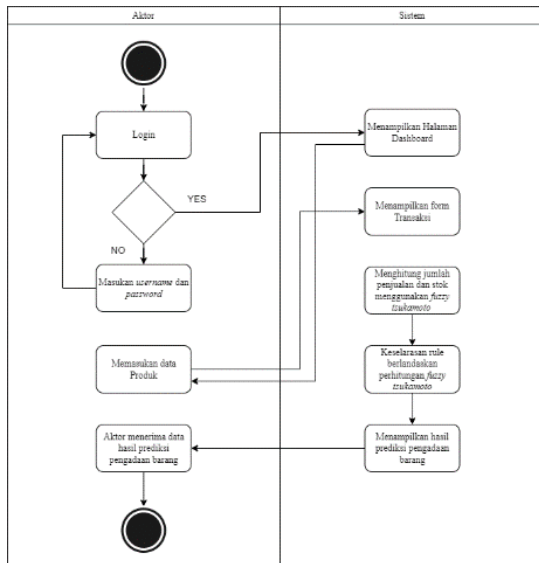 Aktor
Sistem
Login
Menampilkan Halaman
Dashboard
YES
Menampilkan form
Transaksi
NO
Masukan username dan
password
Menghitung jumlah
penjualan dan stok
menggunakan fuzzy
tsukamoto
Memasukan data
Produk
Keselarasan rule
berlandaskan
perhitungan fuzzy
tsukamoto
Aktor menerima data
hasil prediksi
pengadaan barang
Menampilkan hasil
prediksi pengadaan
barang